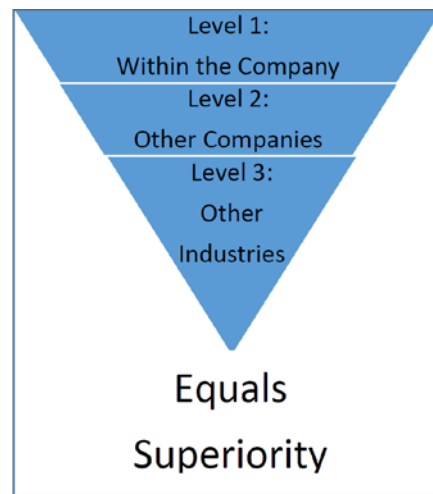 Level 1:
Within the Company
Level 2:
Other Companies
Level 3:
Other
Industries
Equals
Superiority